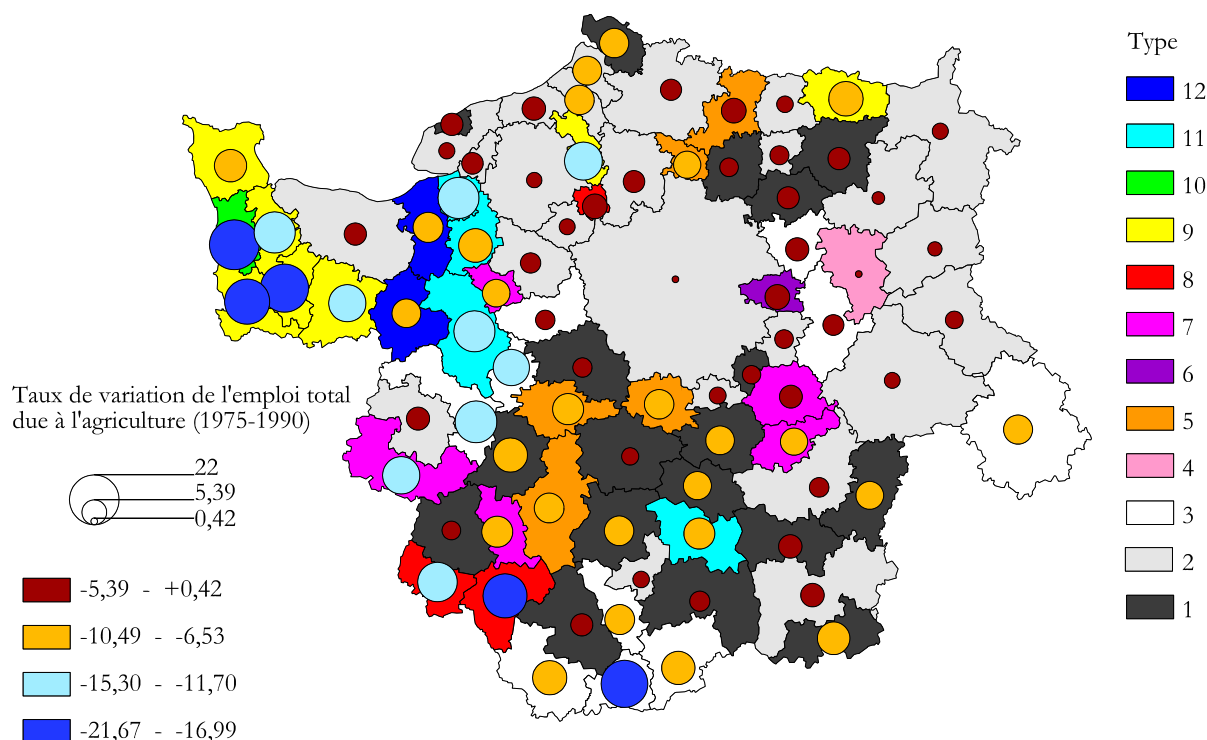 Type
12
11
10
9
8
7
6
5
4
3
2
1
Taux de variation de l'emploi total
due à l'agriculture (1975-1990)
22
5,39
0,42
-5,39 - +0,42
-10,49 - -6,53
-15,30 - -11,70
-21,67 - -16,99